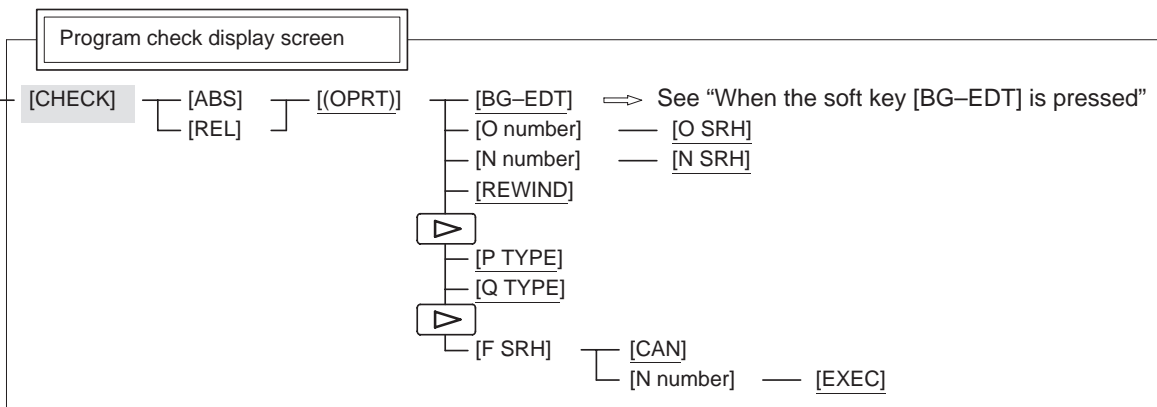 Program check display screen
[CHECK] [ABS] [(OPRT)] [BG–EDT] See “When the soft key [BG–EDT] is pressed”
[REL] [O number] [O SRH]
[N number] [N SRH]
[REWIND]
[P TYPE]
[Q TYPE]
[F SRH] [CAN]
[N number] [EXEC]